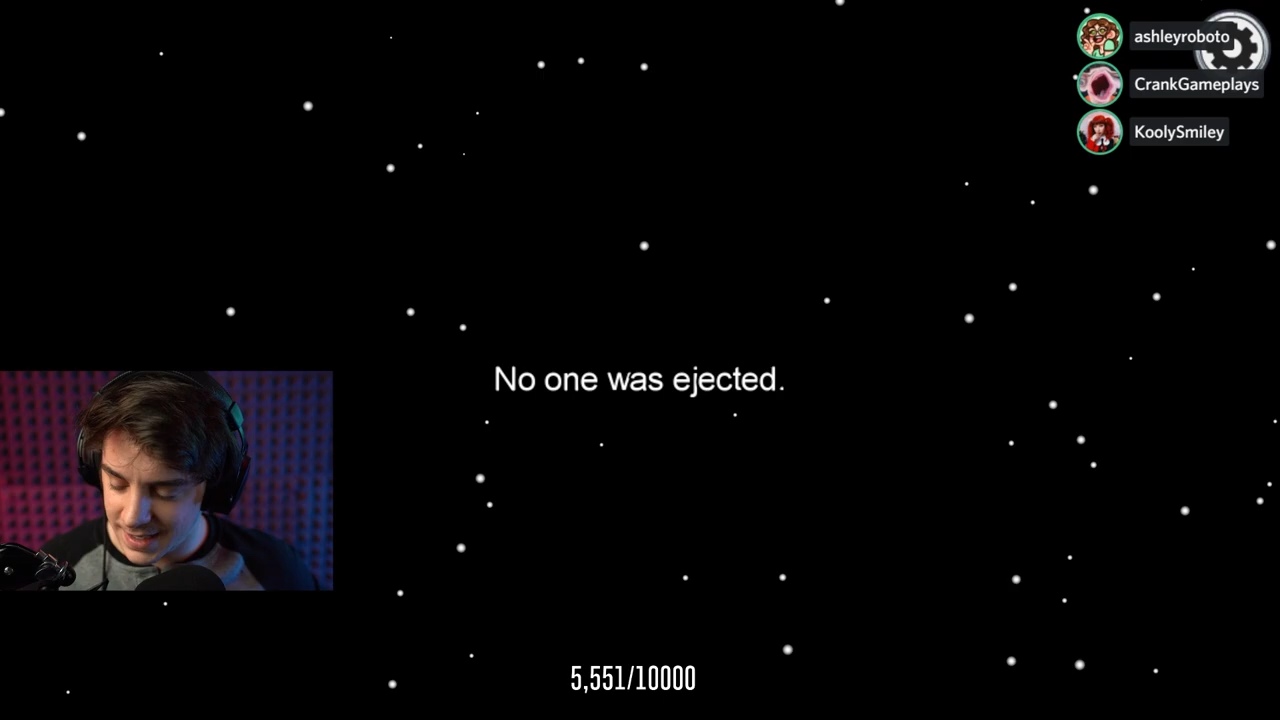 ashleyroboto
CrankGameplays
KoolySmiley
No one was ejected.
5,551/10000